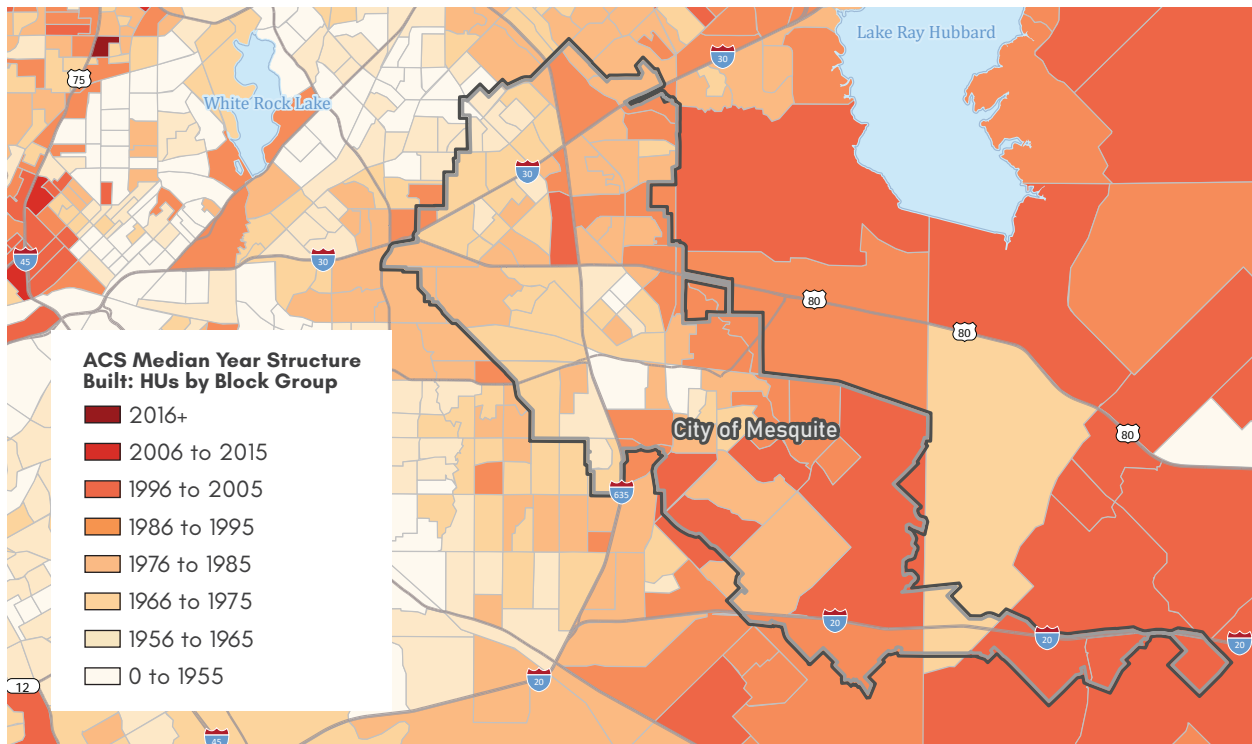 Lake Ray Hubbard
30
75
White Rock Lake
30
45
30
80
80
ACS Median Year Structure
Built: HUs by Block Group
2016+
2006 to 2015
1996 to 2005
1986 to 1995
1976 to 1985
1966 to 1975
1956 to 1965
0 to 1955
City of Mesquite
80
635
20
20
20
20
12
45